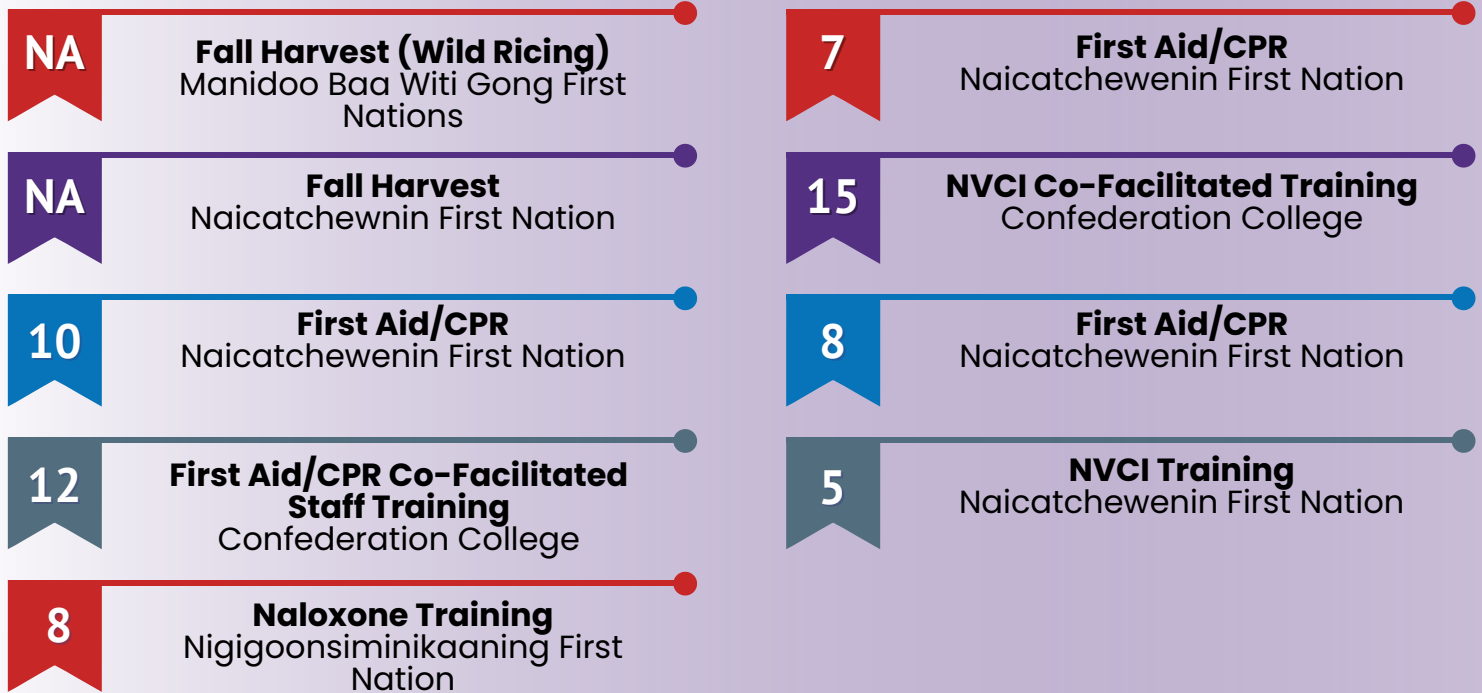 NA
Fall Harvest (Wild Ricing)
Manidoo Baa Witi Gong First
Nations
NA
Fall Harvest
Naicatchewnin First Nation
10
First Aid/CPR
Naicatchewenin First Nation
12
First Aid/CPR Co-Facilitated
Staff Training
Confederation College
8
Naloxone Training
Nigigoonsiminikaaning First
Nation
7
First Aid/CPR
Naicatchewenin First Nation
15
NVCI Co-Facilitated Training
Confederation College
8
First Aid/CPR
Naicatchewenin First Nation
5
NVCI Training
Naicatchewenin First Nation